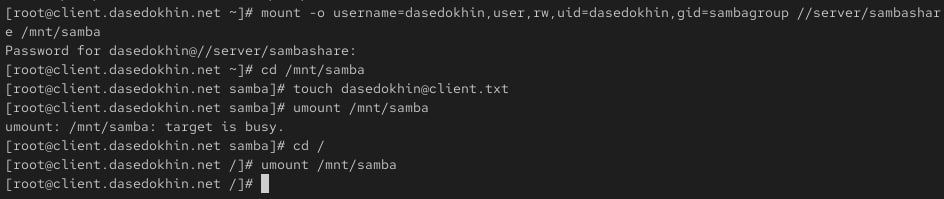 [root@client.dasedokhin.net ~]# mount -o username=dasedokhin,user,rw,uid=dasedokhin,gid=sambagroup //server/sambashar
e /mnt/samba
Password for dasedokhin@//server/sambashare:
[root@client.dasedokhin.net ~]# cd /mnt/samba
[root@client.dasedokhin.net samba]# touch dasedokhin@client.txt
[root@client.dasedokhin.net samba]# umount /mnt/samba
umount: /mnt/samba: target is busy.
[root@client.dasedokhin.net samba]# cd /
[root@client.dasedokhin.net /]# umount /mnt/samba
[root@client.dasedokhin.net /]#